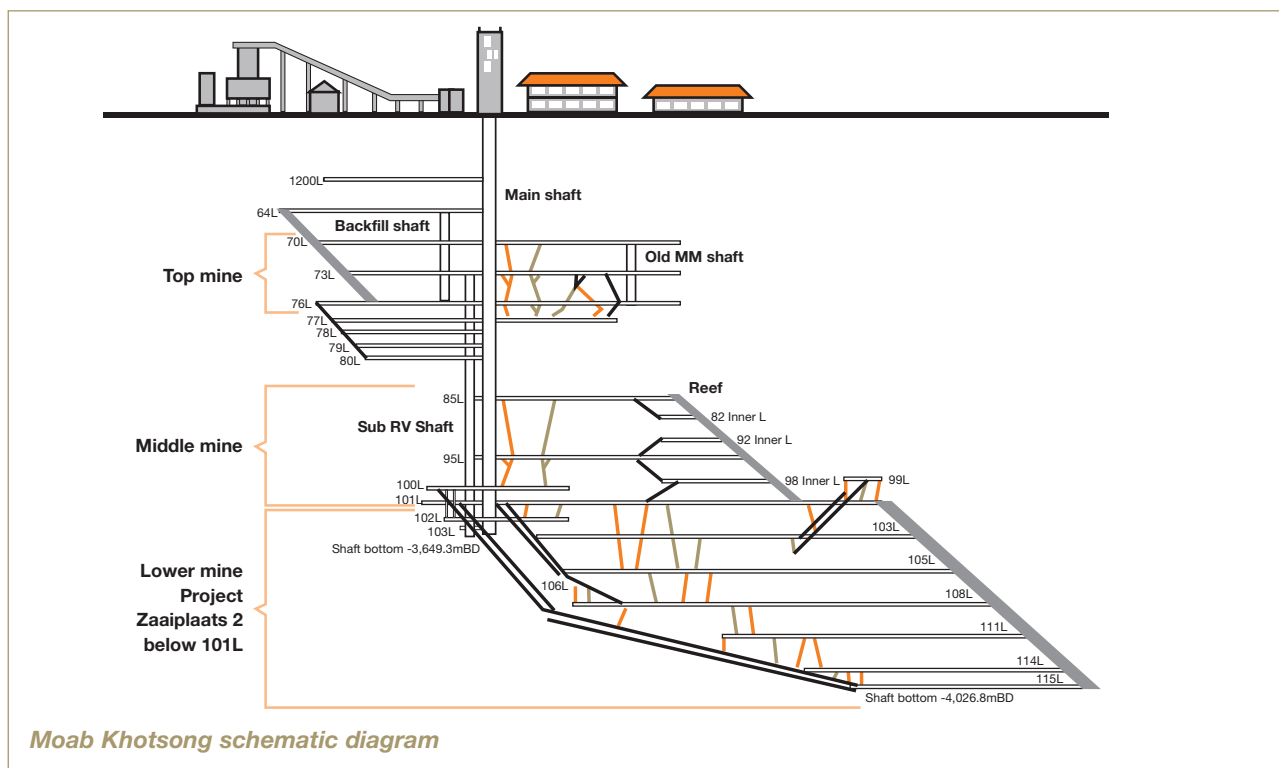 1200L
Main shaft
64L
Backfill shaft
70L
Old MM shaft
Top mine
73L
76L
77L
78L
79L
80L
Reef
85L
82 Inner L
Sub RV Shaft
92 Inner L
Middle mine
95L
98 Inner L
99L
100L
101L
102L
103L
103L
Shaft bottom -3,649.3mBD
105L
Lower mine
Project
Zaaiplaats 2
below 101L
106L
108L
111L
114L
115L
Shaft bottom -4,026.8mBD
Moab Khotsong schematic diagram